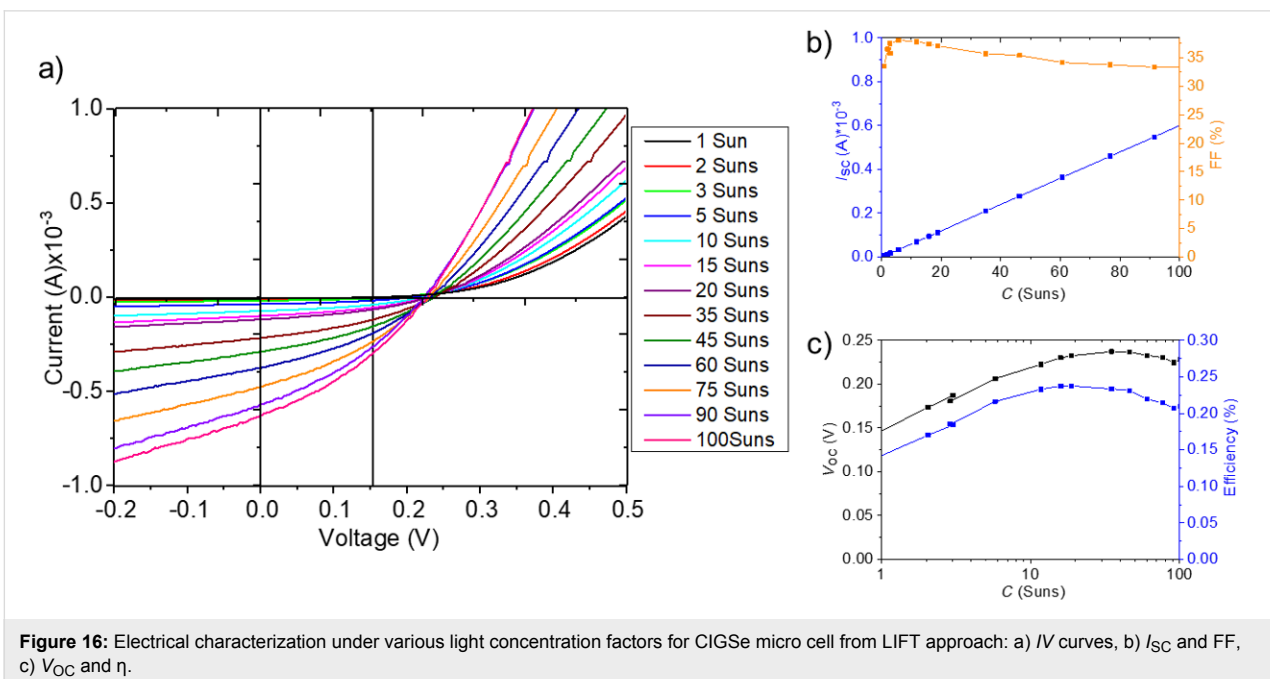 a)
1.0
0.5
0.0
-0.5
-1.0
Current (A)x10-3
-0.2 -0.1 0.0 0.1 0.2 0.3 0.4 0.5
Voltage (V)
1 Sun
2 Suns
3 Suns
5 Suns
10 Suns
15 Suns
20 Suns
35 Suns
45 Suns
60 Suns
75 Suns
90 Suns
100Suns
b)
1.0
0.8
0.6
0.4
0.2
0.0
ISC (A)*10-3
35
30
25
20
15
10
5
0
FF (%)
0 20 40 60 80 100
C (Suns)
c)
0.25
0.20
0.15
0.10
0.05
0.00
VOC (V)
0.30
0.25
0.20
0.15
0.10
0.05
0.00
Efficiency (%)
1 10 100
C (Suns)
Figure 16: Electrical characterization under various light concentration factors for CIGSe micro cell from LIFT approach: a) IV curves, b) ISC and FF,
c) VOC and η.